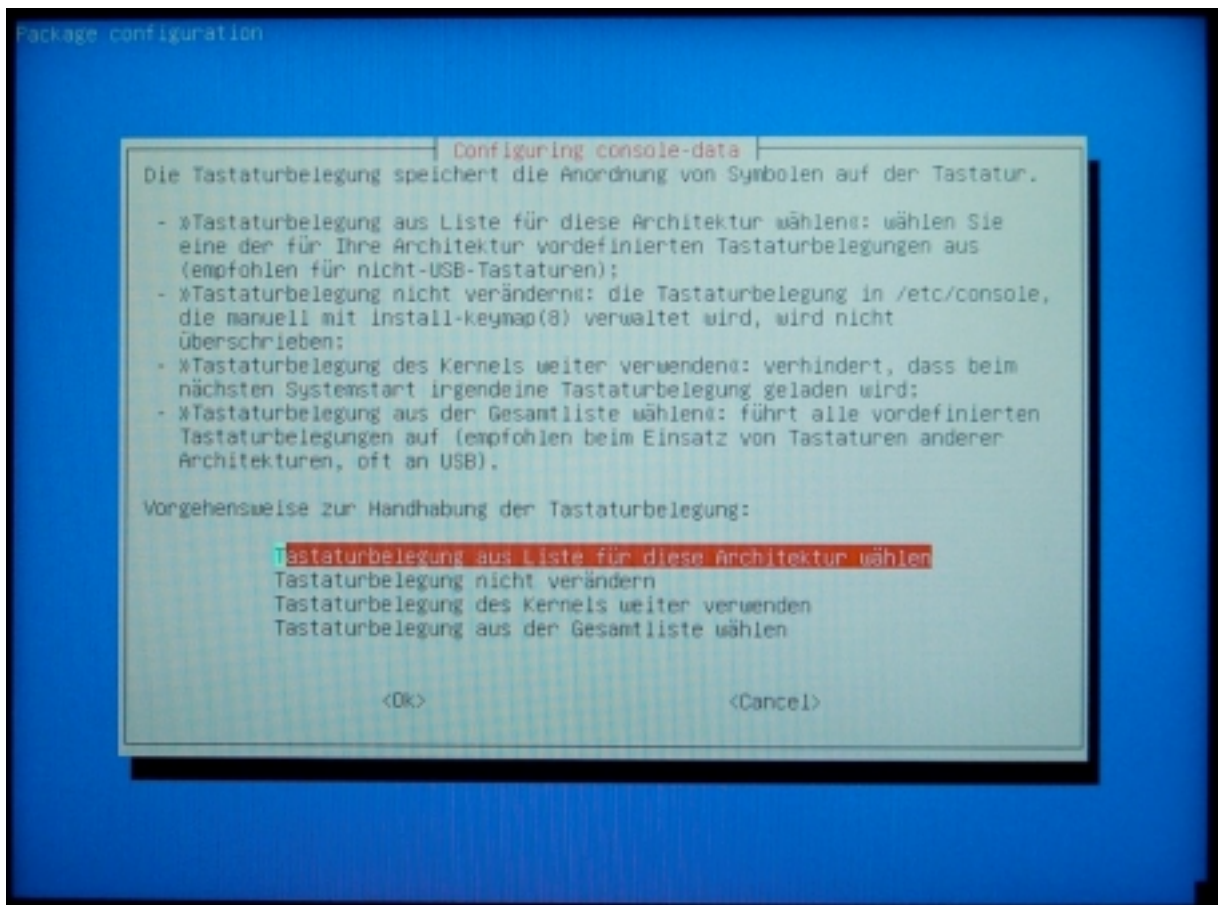 Package configuration
Configuring console-data
Die Tastaturbelegung speichert die Anordnung von Symbolen auf der Tastatur.
- »Tastaturbelegung aus Liste für diese Architektur wählen«: wählen Sie
eine der für Ihre Architektur vordefinierten Tastaturbelegungen aus
(empfohlen für nicht-USB-Tastaturen);
- »Tastaturbelegung nicht verändern«: die Tastaturbelegung in /etc/console,
die manuell mit install-keymap(8) verwaltet wird, wird nicht
überschrieben;
- »Tastaturbelegung des Kernels weiter verwenden«: verhindert, dass beim
nächsten Systemstart irgendeine Tastaturbelegung geladen wird;
- »Tastaturbelegung aus der Gesamtliste wählen«: führt alle vordefinierten
Tastaturbelegungen auf (empfohlen beim Einsatz von Tastaturen anderer
Architekturen, oft an USB).
Vorgehensweise zur Handhabung der Tastaturbelegung:
Tastaturbelegung aus Liste für diese Architektur wählen
Tastaturbelegung nicht verändern
Tastaturbelegung des Kernels weiter verwenden
Tastaturbelegung aus der Gesamtliste wählen
<Ok> <Cancel>